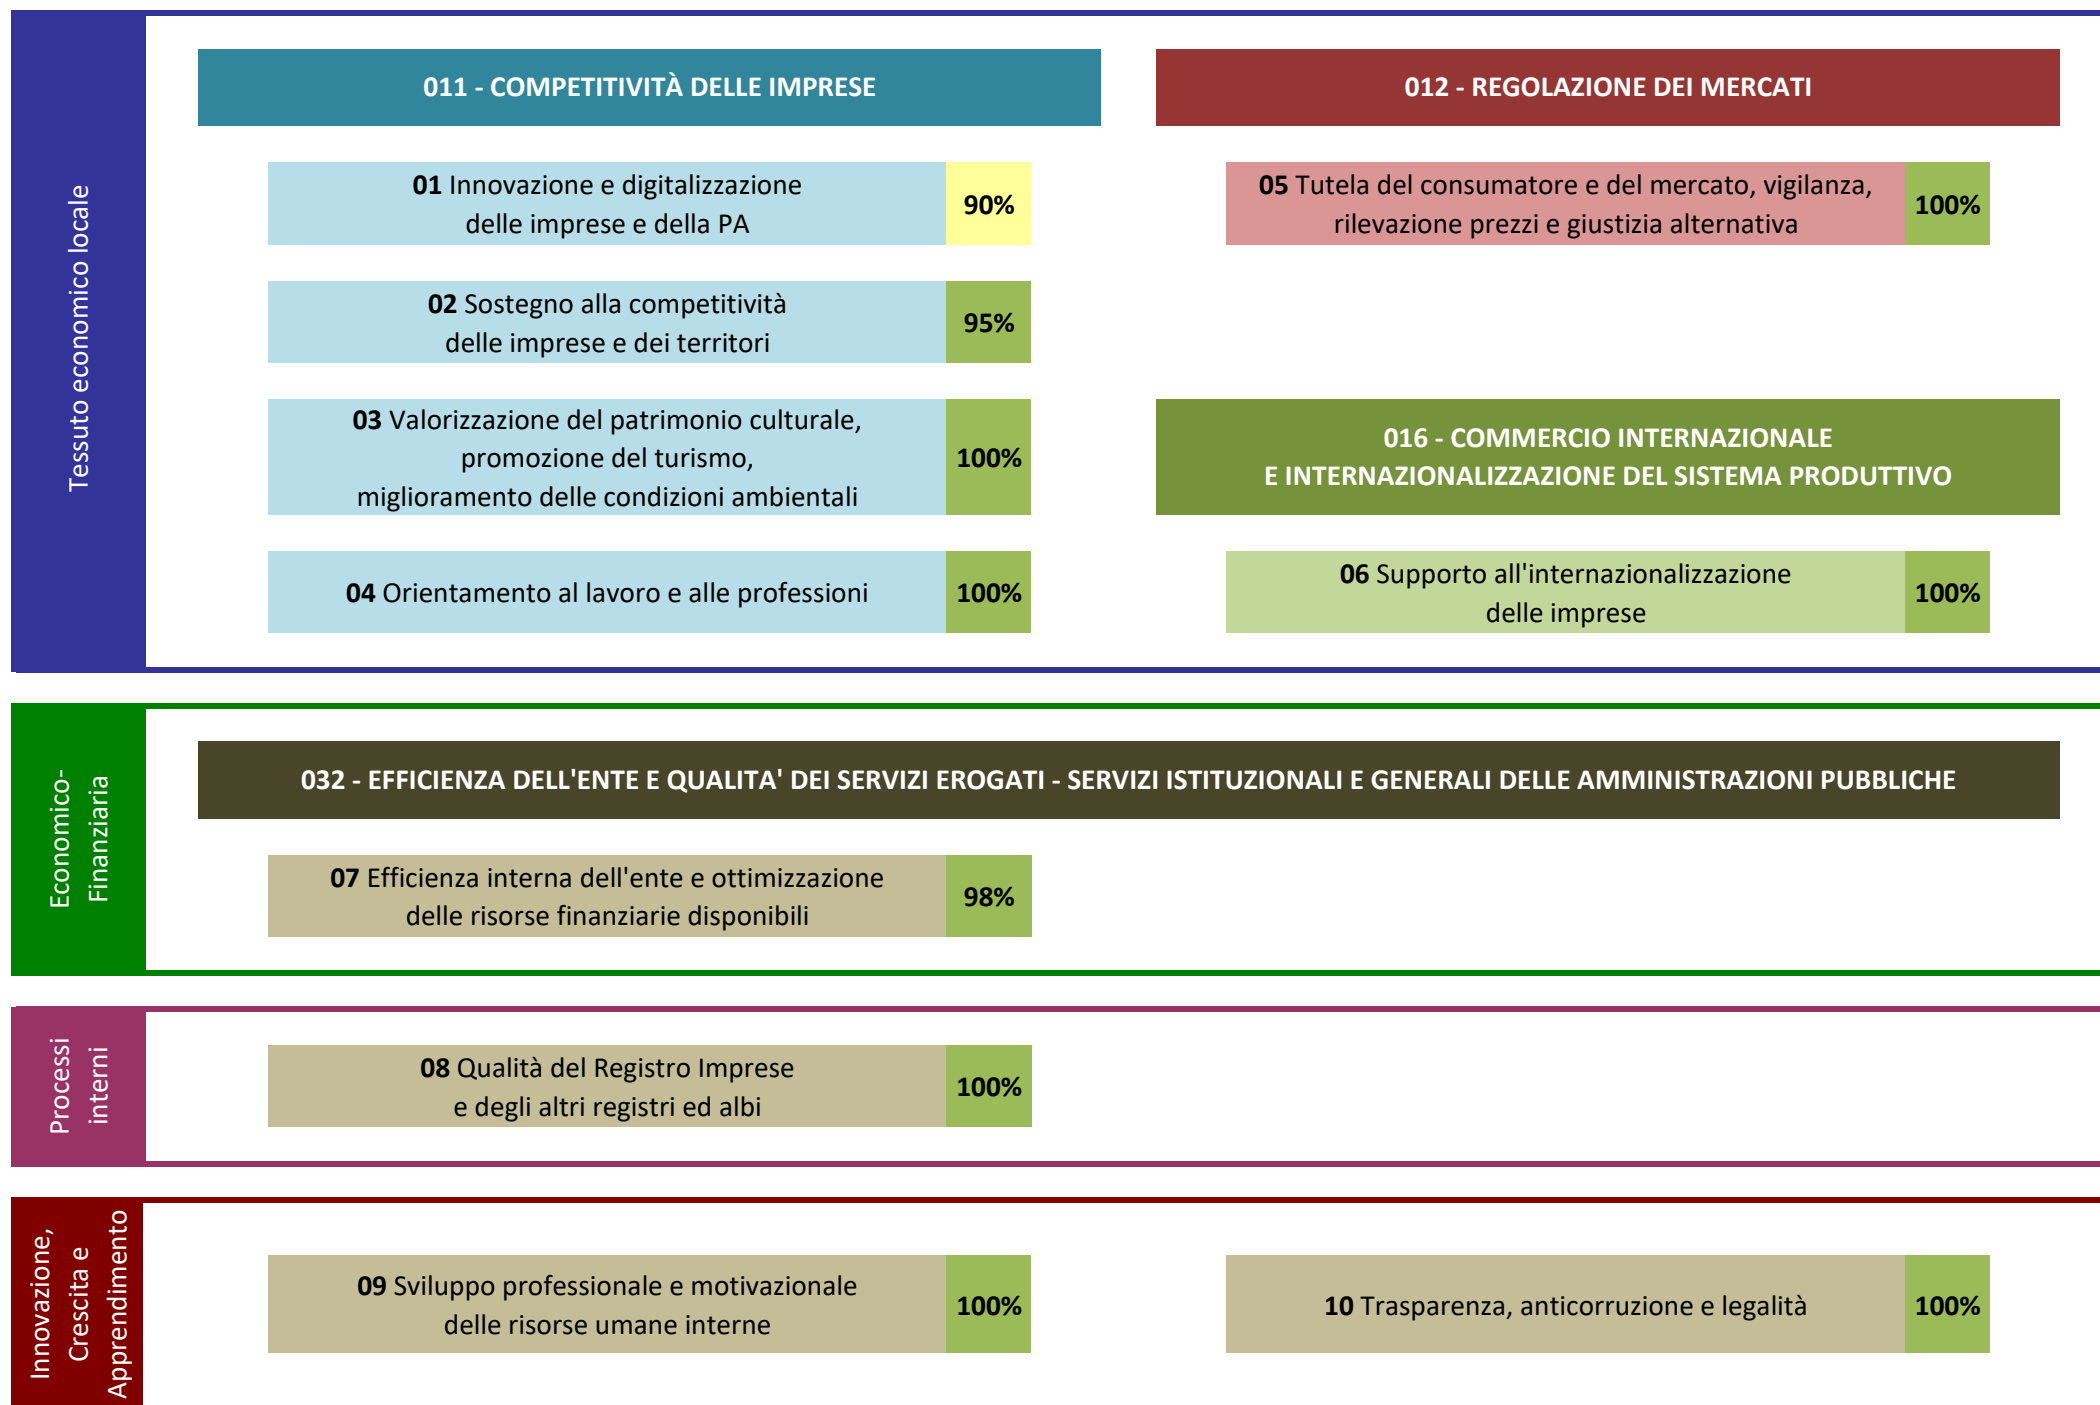 Tessuto economico locale
011 - COMPETITIVITÀ DELLE IMPRESE
01 Innovazione e digitalizzazione
delle imprese e della PA
90%
02 Sostegno alla competitività
delle imprese e dei territori
95%
03 Valorizzazione del patrimonio culturale,
promozione del turismo,
miglioramento delle condizioni ambientali
100%
04 Orientamento al lavoro e alle professioni
100%
012 - REGOLAZIONE DEI MERCATI
05 Tutela del consumatore e del mercato, vigilanza,
rilevazione prezzi e giustizia alternativa
100%
016 - COMMERCIO INTERNAZIONALE
E INTERNAZIONALIZZAZIONE DEL SISTEMA PRODUTTIVO
06 Supporto all'internazionalizzazione
delle imprese
100%
Economico-
Finanziaria
032 - EFFICIENZA DELL'ENTE E QUALITA' DEI SERVIZI EROGATI - SERVIZI ISTITUZIONALI E GENERALI DELLE AMMINISTRAZIONI PUBBLICHE
07 Efficienza interna dell'ente e ottimizzazione
delle risorse finanziarie disponibili
98%
Processi
interni
08 Qualità del Registro Imprese
e degli altri registri ed albi
100%
Innovazione,
Crescita e
Apprendimento
09 Sviluppo professionale e motivazionale
delle risorse umane interne
100%
10 Trasparenza, anticorruzione e legalità
100%